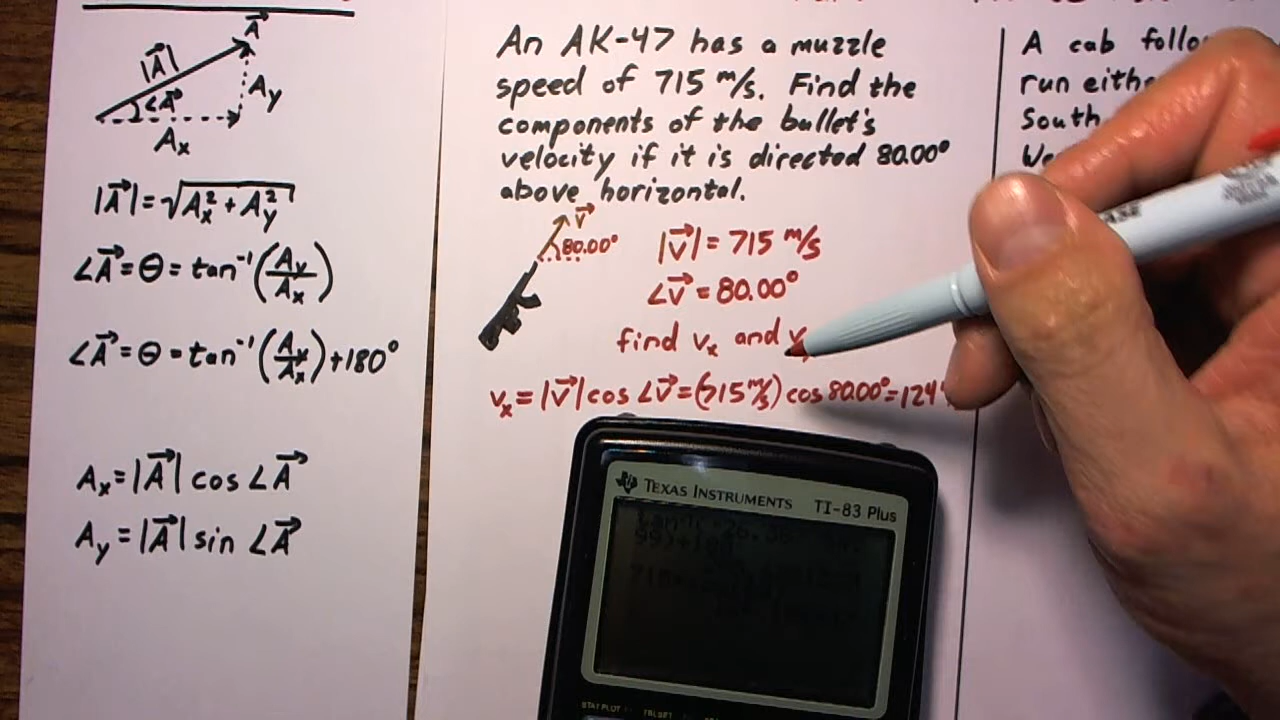 A⃗
|A⃗|
∠A⃗
Ay
Ax
|A⃗| = √(Ax² + Ay²)
∠A⃗ = θ = tan⁻¹(Ay/Ax)
∠A⃗ = θ = tan⁻¹(Ay/Ax) + 180°
Ax = |A⃗| cos ∠A⃗
Ay = |A⃗| sin ∠A⃗
An AK-47 has a muzzle
speed of 715 m/s. Find the
components of the bullet's
velocity if it is directed 80.00°
above horizontal.
v⃗
80.00°
|v⃗| = 715 m/s
∠v⃗ = 80.00°
find vx and
vx = |v⃗| cos ∠v⃗ = (715 m/s) cos 80.00° = 124
A cab
run
South
TEXAS INSTRUMENTS TI-83 Plus
STAT PLOT